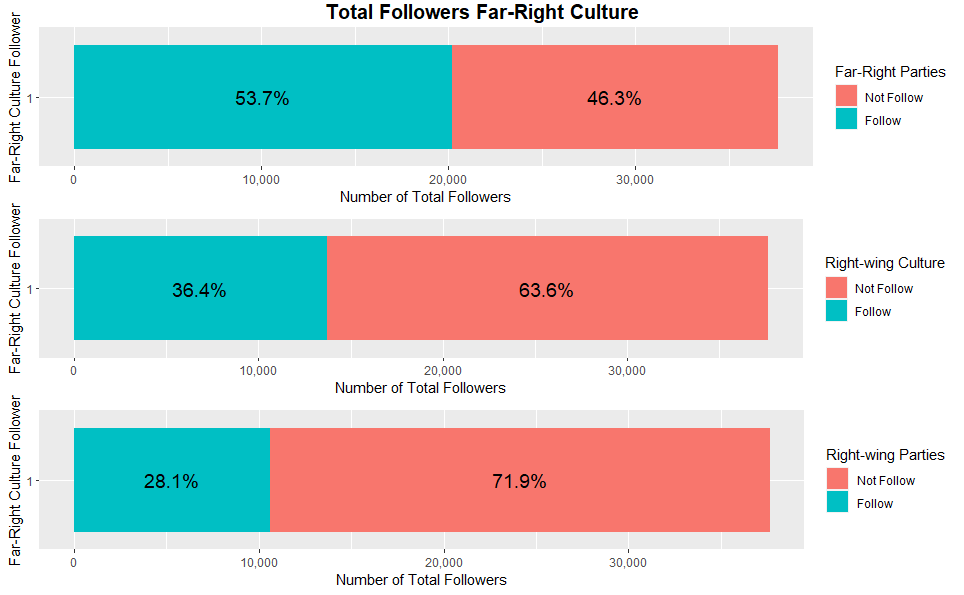 Total Followers Far-Right Culture
Far-Right Culture Follower
1
53.7%
46.3%
0
10,000
20,000
30,000
Number of Total Followers
Far-Right Parties
Not Follow
Follow
Far-Right Culture Follower
1
36.4%
63.6%
0
10,000
20,000
30,000
Number of Total Followers
Right-wing Culture
Not Follow
Follow
Far-Right Culture Follower
1
28.1%
71.9%
0
10,000
20,000
30,000
Number of Total Followers
Right-wing Parties
Not Follow
Follow